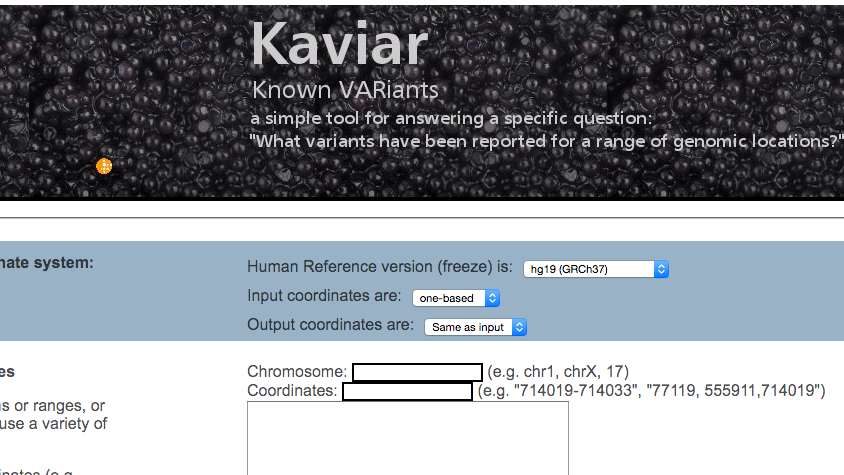 Kaviar
Known VARiants
a simple tool for answering a specific question:
"What variants have been reported for a range of genomic locations?"
nate system:
Human Reference version (freeze) is: hg19 (GRCh37)
Input coordinates are: one-based
Output coordinates are: Same as input
es
Chromosome: (e.g. chr1, chrX, 17)
Coordinates: (e.g. "714019-714033", "77119, 555911,714019")
s or ranges, or
use a variety of
inates (e.g.